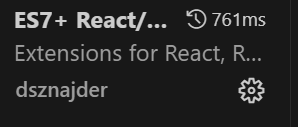 ES7+ React/... 761ms
Extensions for React, R...
dsznajder